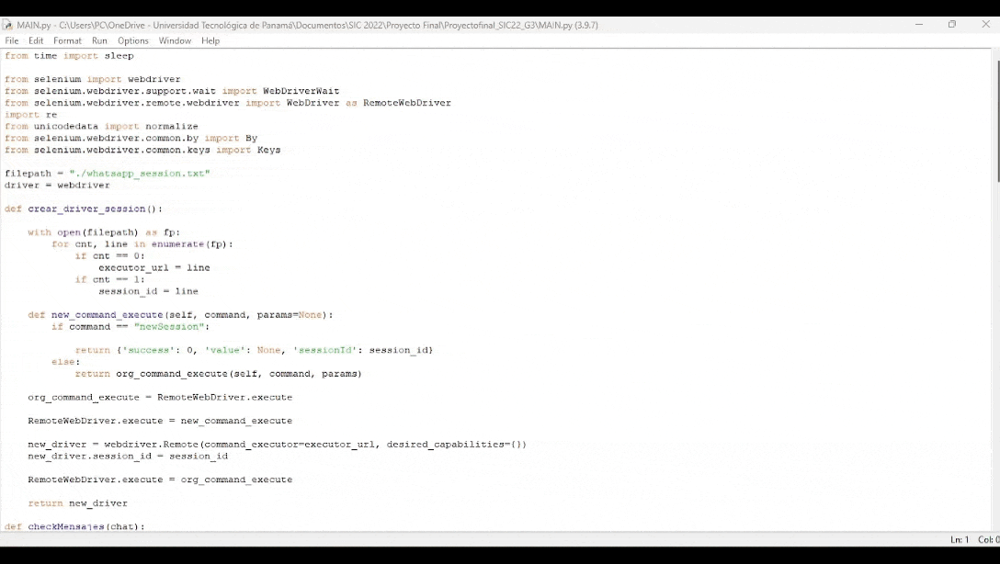 MAIN.py - C:\Users\PC\OneDrive - Universidad Tecnológica de Panamá\Documentos\SIC 2022\Proyecto Final\Proyectofinal_SIC22_G3\MAIN.py (3.9.7)
File Edit Format Run Options Window Help
from time import sleep
from selenium import webdriver
from selenium.webdriver.support.wait import WebDriverWait
from selenium.webdriver.remote.webdriver import WebDriver as RemoteWebDriver
import re
from unicodedata import normalize
from selenium.webdriver.common.by import By
from selenium.webdriver.common.keys import Keys
filepath = "./whatsapp_session.txt"
driver = webdriver
def crear_driver_session():
with open(filepath) as fp:
for cnt, line in enumerate(fp):
if cnt == 0:
executor_url = line
if cnt == 1:
session_id = line
def new_command_execute(self, command, params=None):
if command == "newSession":
return {'success': 0, 'value': None, 'sessionId': session_id}
else:
return org_command_execute(self, command, params)
org_command_execute = RemoteWebDriver.execute
RemoteWebDriver.execute = new_command_execute
new_driver = webdriver.Remote(command_executor=executor_url, desired_capabilities={})
new_driver.session_id = session_id
RemoteWebDriver.execute = org_command_execute
return new_driver
def checkMensajes(chat):
Ln: 1 Col: 0